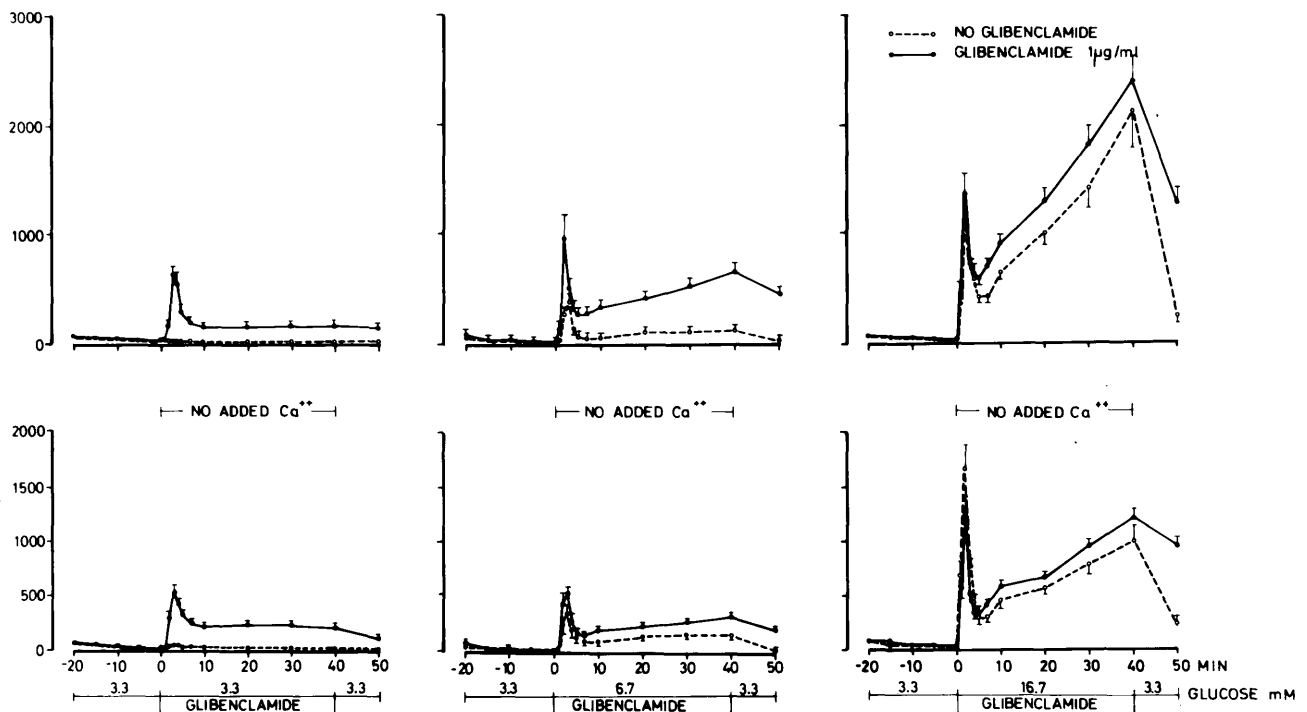 3000
NO GLIBENCLAMIDE
GLIBENCLAMIDE 1µg/ml
2000
1000
0
NO ADDED Ca++ NO ADDED Ca++ NO ADDED Ca++
2000
1500
1000
500
0
-20 -10 0 10 20 30 40 50 -20 -10 0 10 20 30 40 50 -20 -10 0 10 20 30 40 50 MIN
3.3 3.3 3.3 3.3 6.7 3.3 3.3 16.7 3.3 GLUCOSE mM
GLIBENCLAMIDE GLIBENCLAMIDE GLIBENCLAMIDE